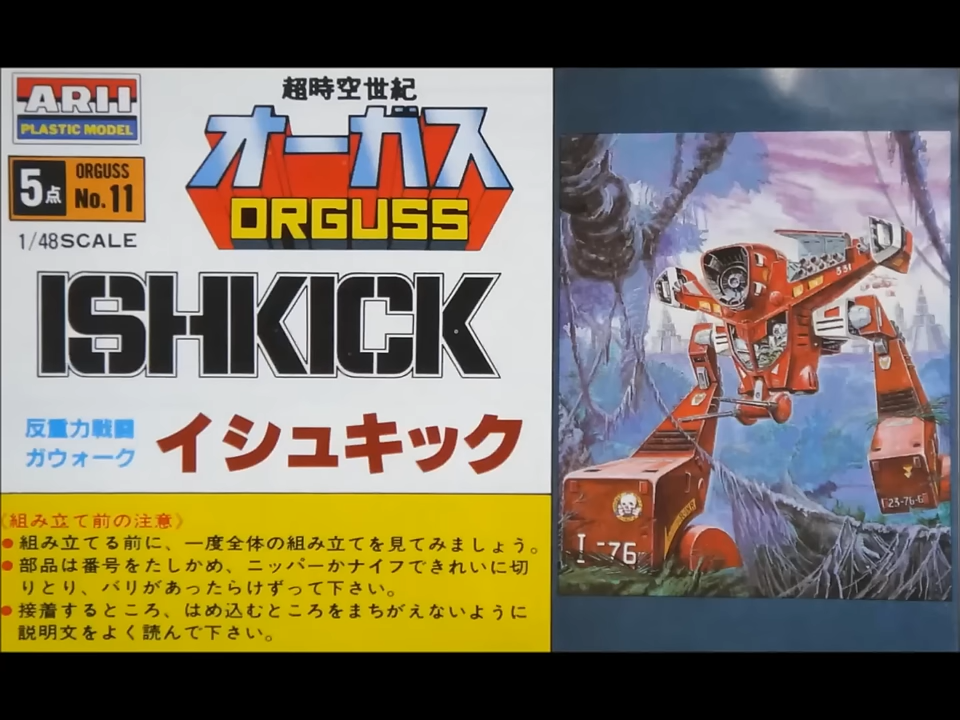 ARII
PLASTIC MODEL
5点
ORGUSS
No.11
1/48SCALE
超時空世紀
オーガス
ORGUSS
ISHKICK
反重力戦闘
ガウォーク
イシュキック
《組み立て前の注意》
●組み立てる前に、一度全体の組み立てを見てみましょう。
●部品は番号をたしかめ、ニッパーかナイフできれいに切
りとり、バリがあったらけずって下さい。
●接着するところ、はめ込むところをまちがえないように
説明文をよく読んで下さい。
531
I-76
23-76-6